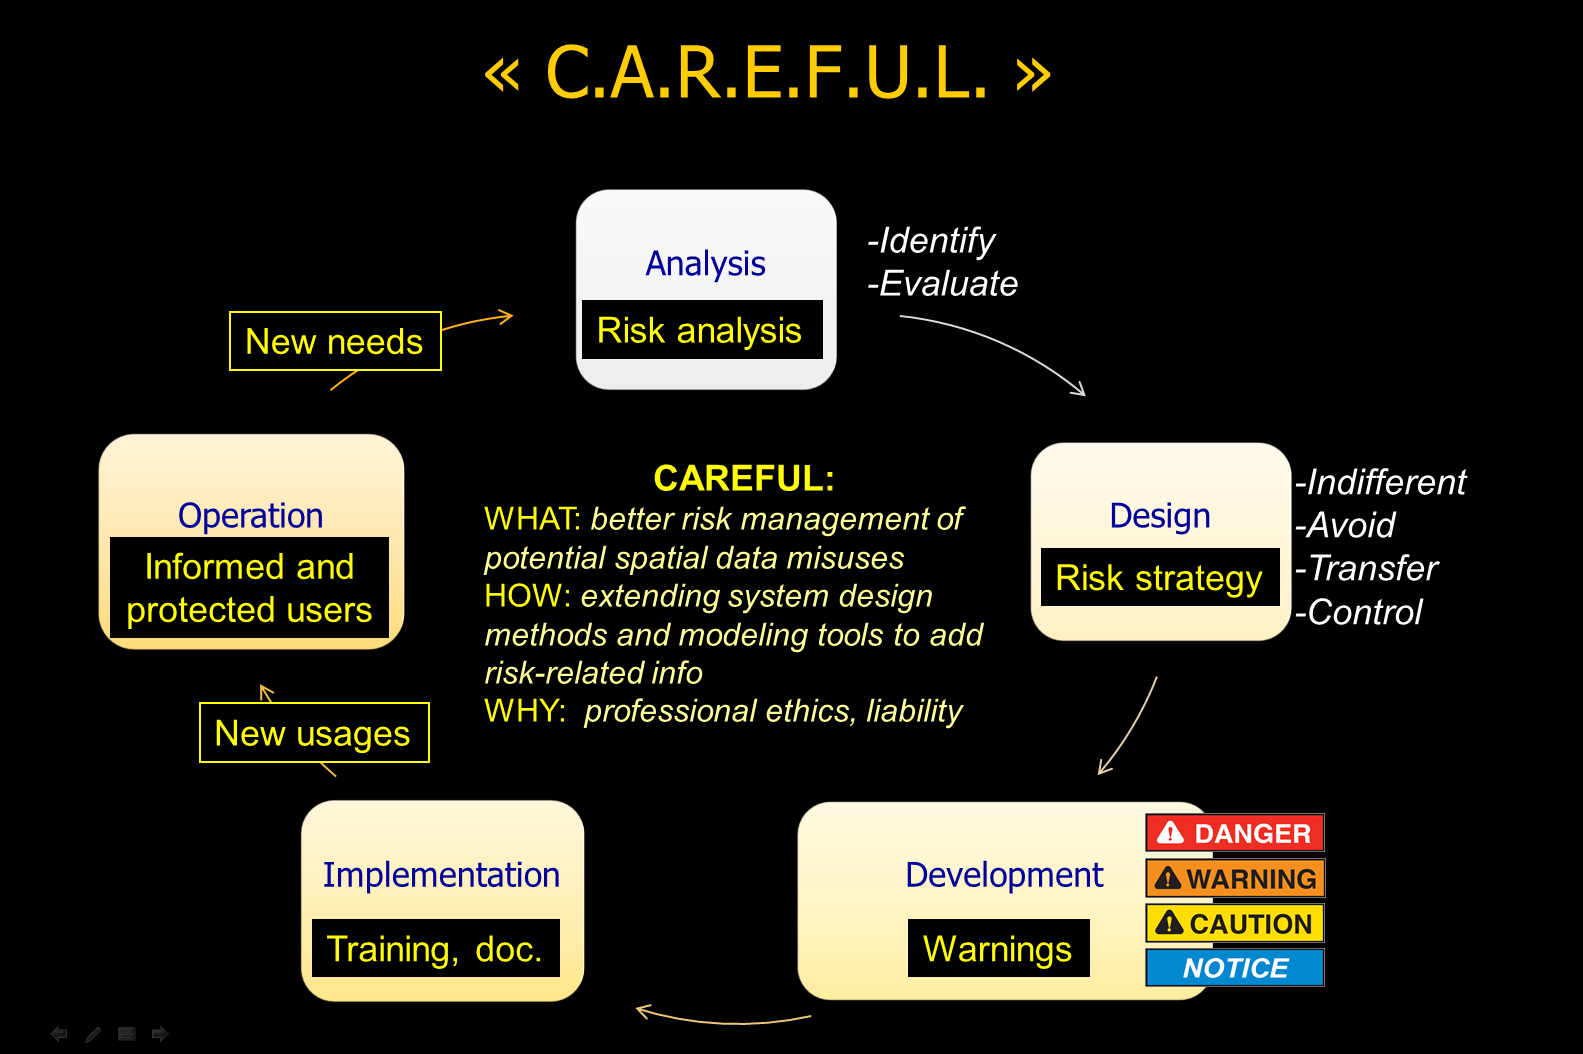 « C.A.R.E.F.U.L. »
Analysis
Risk analysis
-Identify
-Evaluate
New needs
Operation
Informed and
protected users
CAREFUL:
WHAT: better risk management of
potential spatial data misuses
HOW: extending system design
methods and modeling tools to add
risk-related info
WHY: professional ethics, liability
Design
Risk strategy
-Indifferent
-Avoid
-Transfer
-Control
New usages
Implementation
Training, doc.
Development
Warnings
DANGER
WARNING
CAUTION
NOTICE